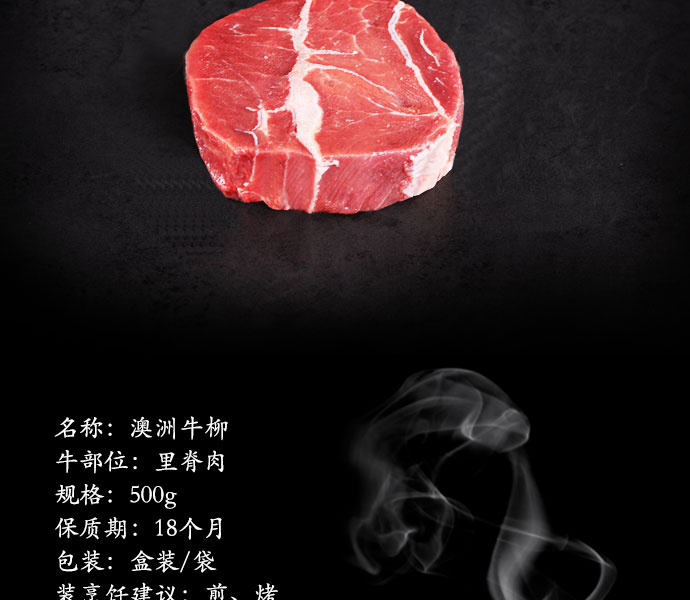 名称：澳洲牛柳
牛部位：里脊肉
规格：500g
保质期：18个月
包装：盒装/袋
装烹饪建议：煎、烤